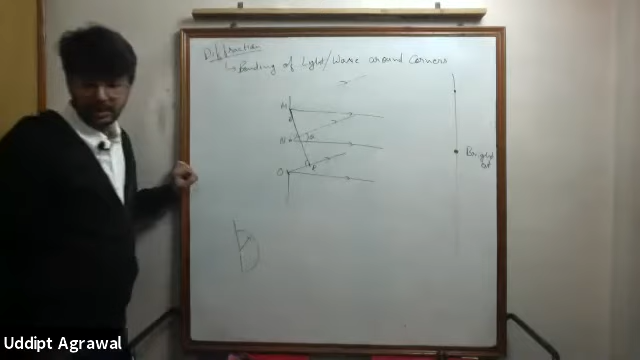 Diffraction
↳ Bending of Light/Wave around Corners
M
N
O
Bright
Uddipt Agrawal